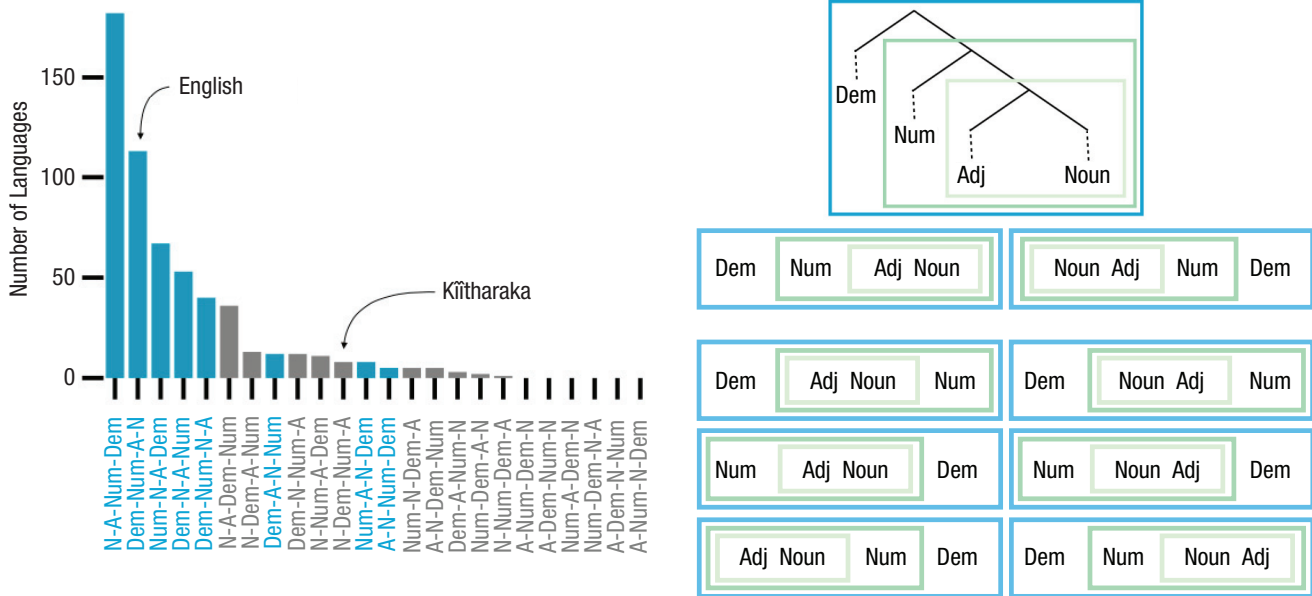 Number of Languages
150
100
50
0
English
Kîîtharaka
N-A-Num-Dem
Dem-Num-A-N
Num-N-A-Dem
Dem-N-A-Num
Dem-Num-N-A
N-A-Dem-Num
N-Dem-A-Num
Dem-A-N-Num
Dem-N-Num-A
N-Num-A-Dem
N-Dem-Num-A
Num-A-N-Dem
A-N-Num-Dem
Num-N-Dem-A
A-N-Dem-Num
Dem-A-Num-N
Num-Dem-A-N
N-Num-Dem-A
A-Num-Dem-N
A-Dem-Num-N
Num-A-Dem-N
Num-Dem-N-A
A-Dem-N-Num
A-Num-N-Dem
Dem
Num
Adj Noun
Dem Num Adj Noun
Noun Adj Num Dem
Dem Adj Noun Num
Dem Noun Adj Num
Num Adj Noun Dem
Num Noun Adj Dem
Adj Noun Num Dem
Dem Num Noun Adj